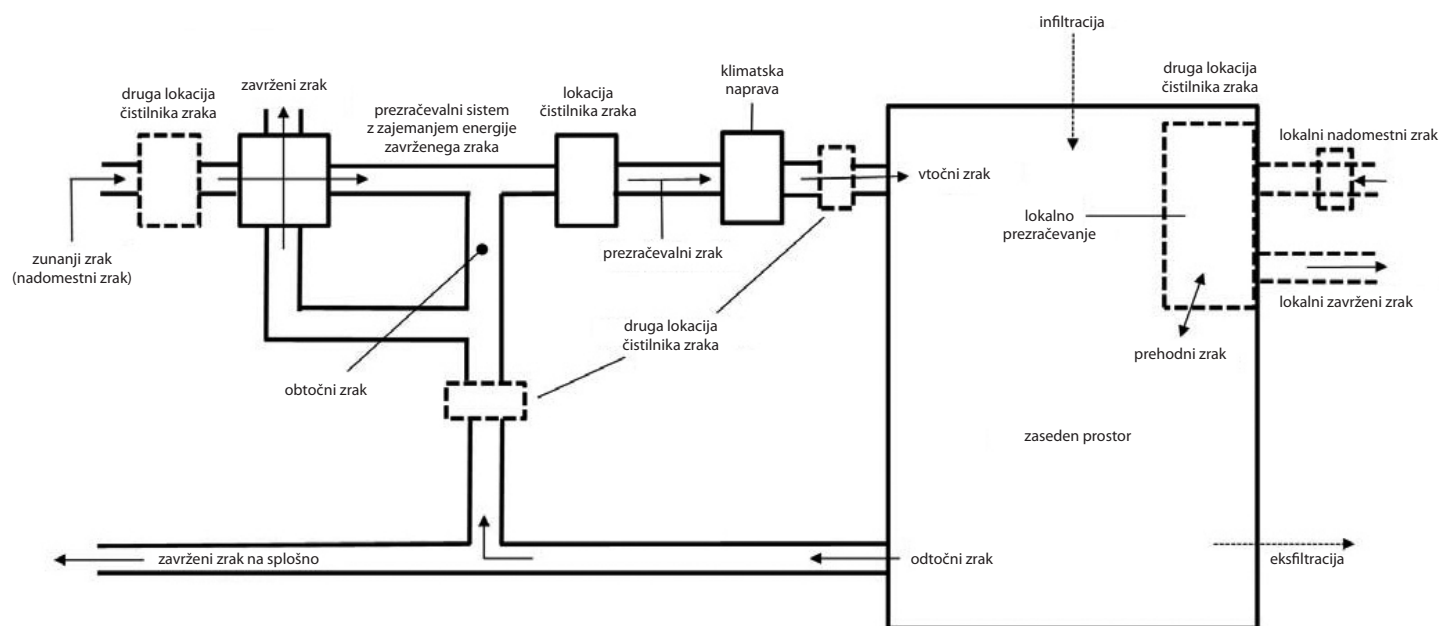 infiltracija
druga lokacija
čistilnika zraka
zavrženi zrak
prezračevalni sistem
z zajemanjem energije
zavrženega zraka
lokacija
čistilnika zraka
klimatska
naprava
druga lokacija
čistilnika zraka
lokalni nadomestni zrak
vtočni zrak
lokalno
prezračevanje
zunanji zrak
(nadomestni zrak)
prezračevalni zrak
lokalni zavrženi zrak
druga lokacija
čistilnika zraka
prehodni zrak
obtočni zrak
zaseden prostor
zavrženi zrak na splošno
odtočni zrak
eksfiltracija